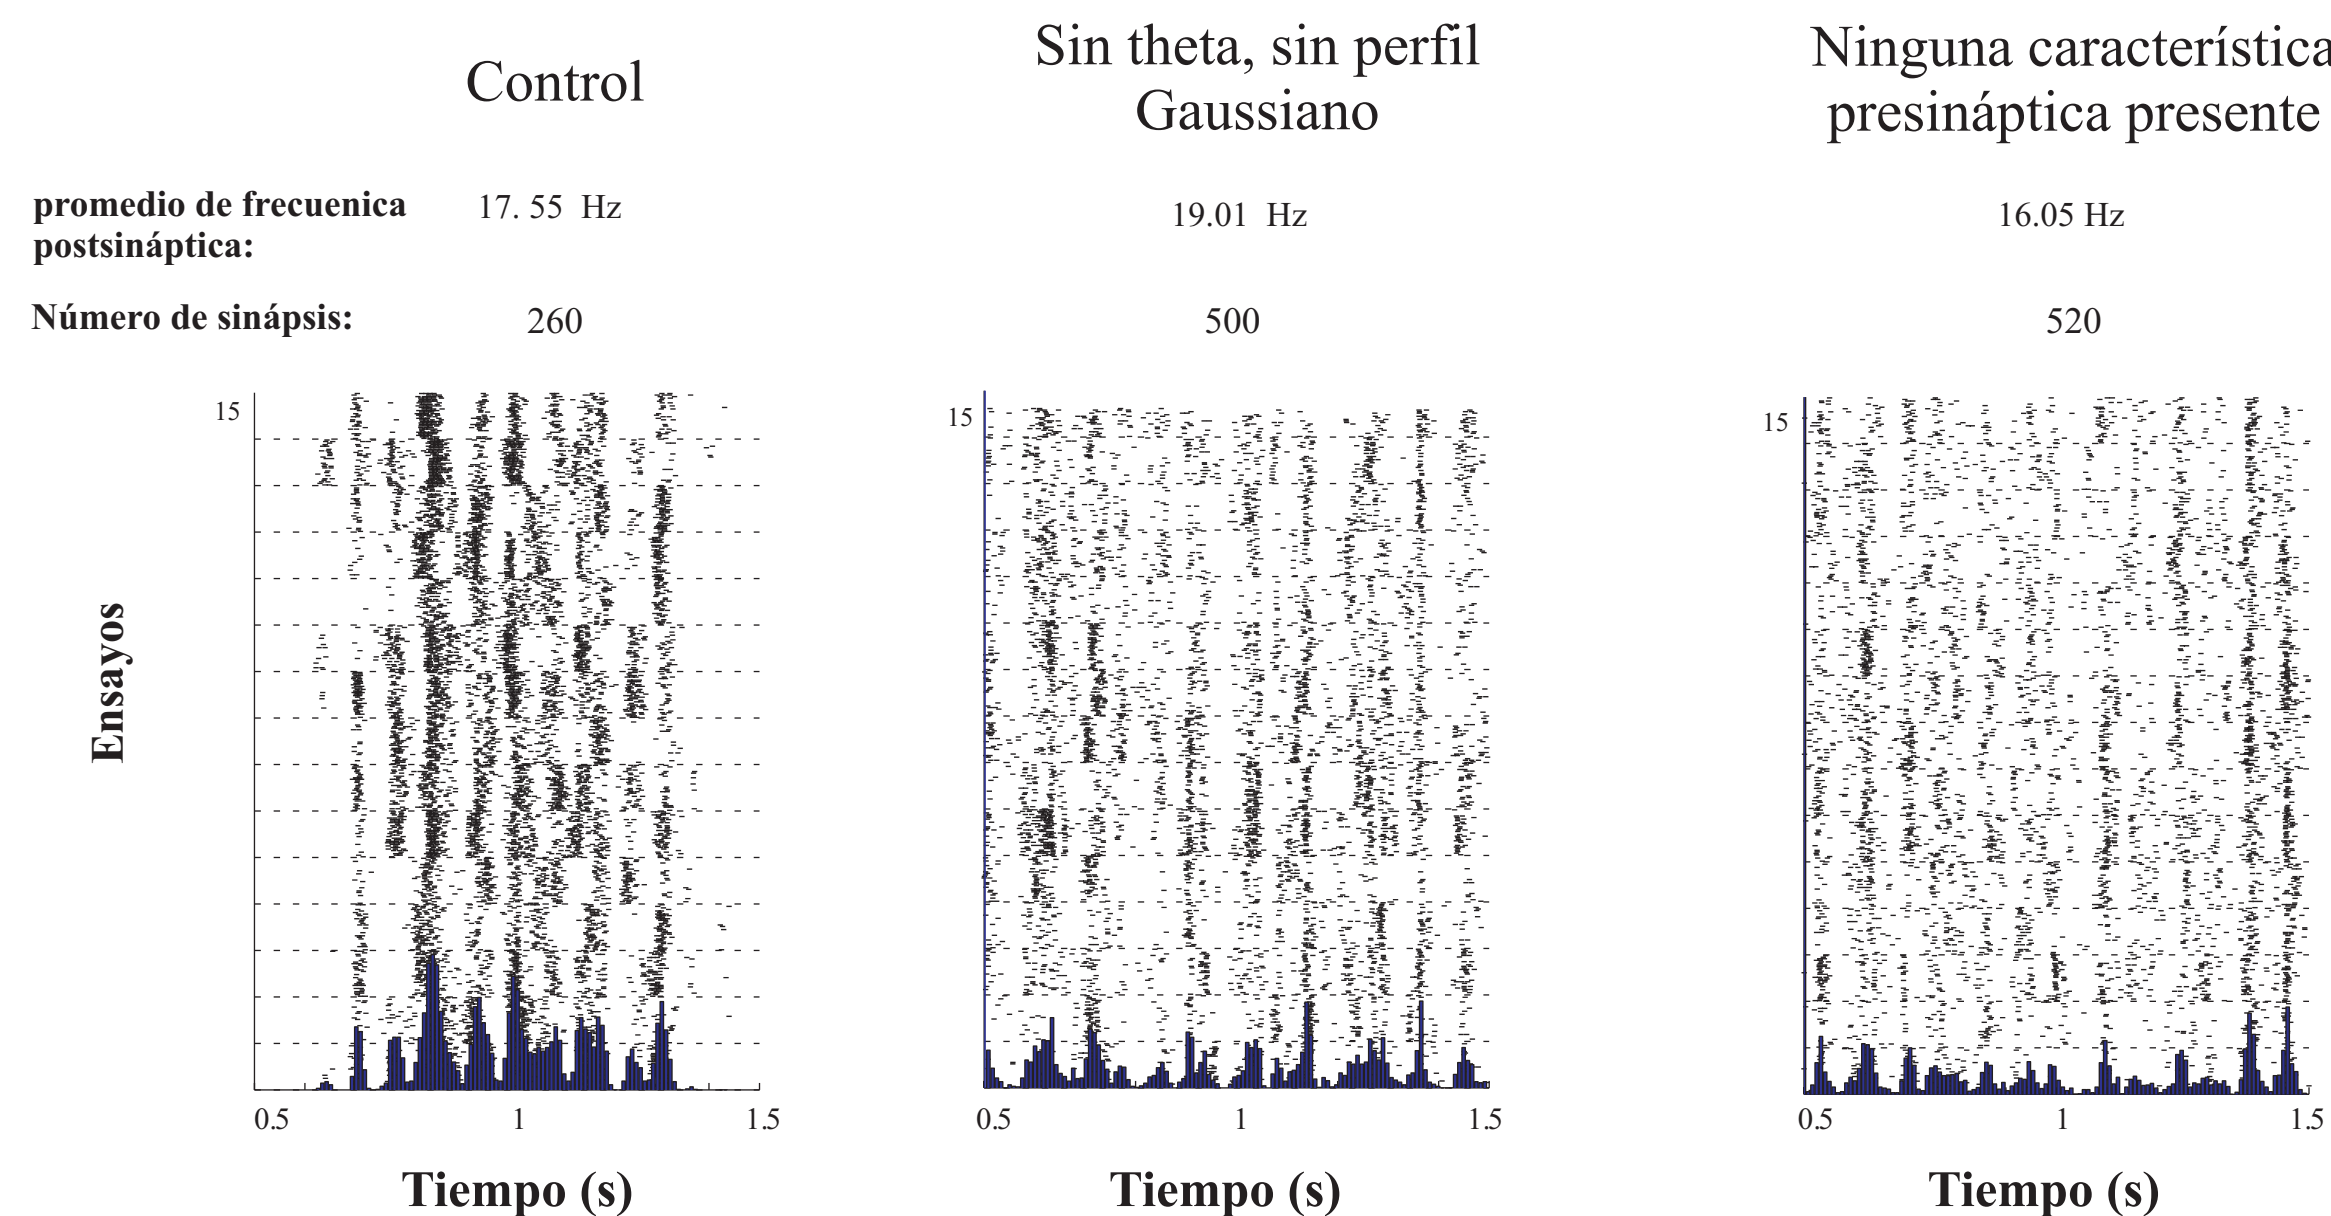 Control
Sin theta, sin perfil
Gaussiano
Ninguna característica
presináptica presente
promedio de frecuenica
postsináptica:
17. 55 Hz
19.01 Hz
16.05 Hz
Número de sinápsis:
260
500
520
Ensayos
15
0.5 1 1.5
Tiempo (s)
15
0.5 1 1.5
Tiempo (s)
15
0.5 1 1.5
Tiempo (s)